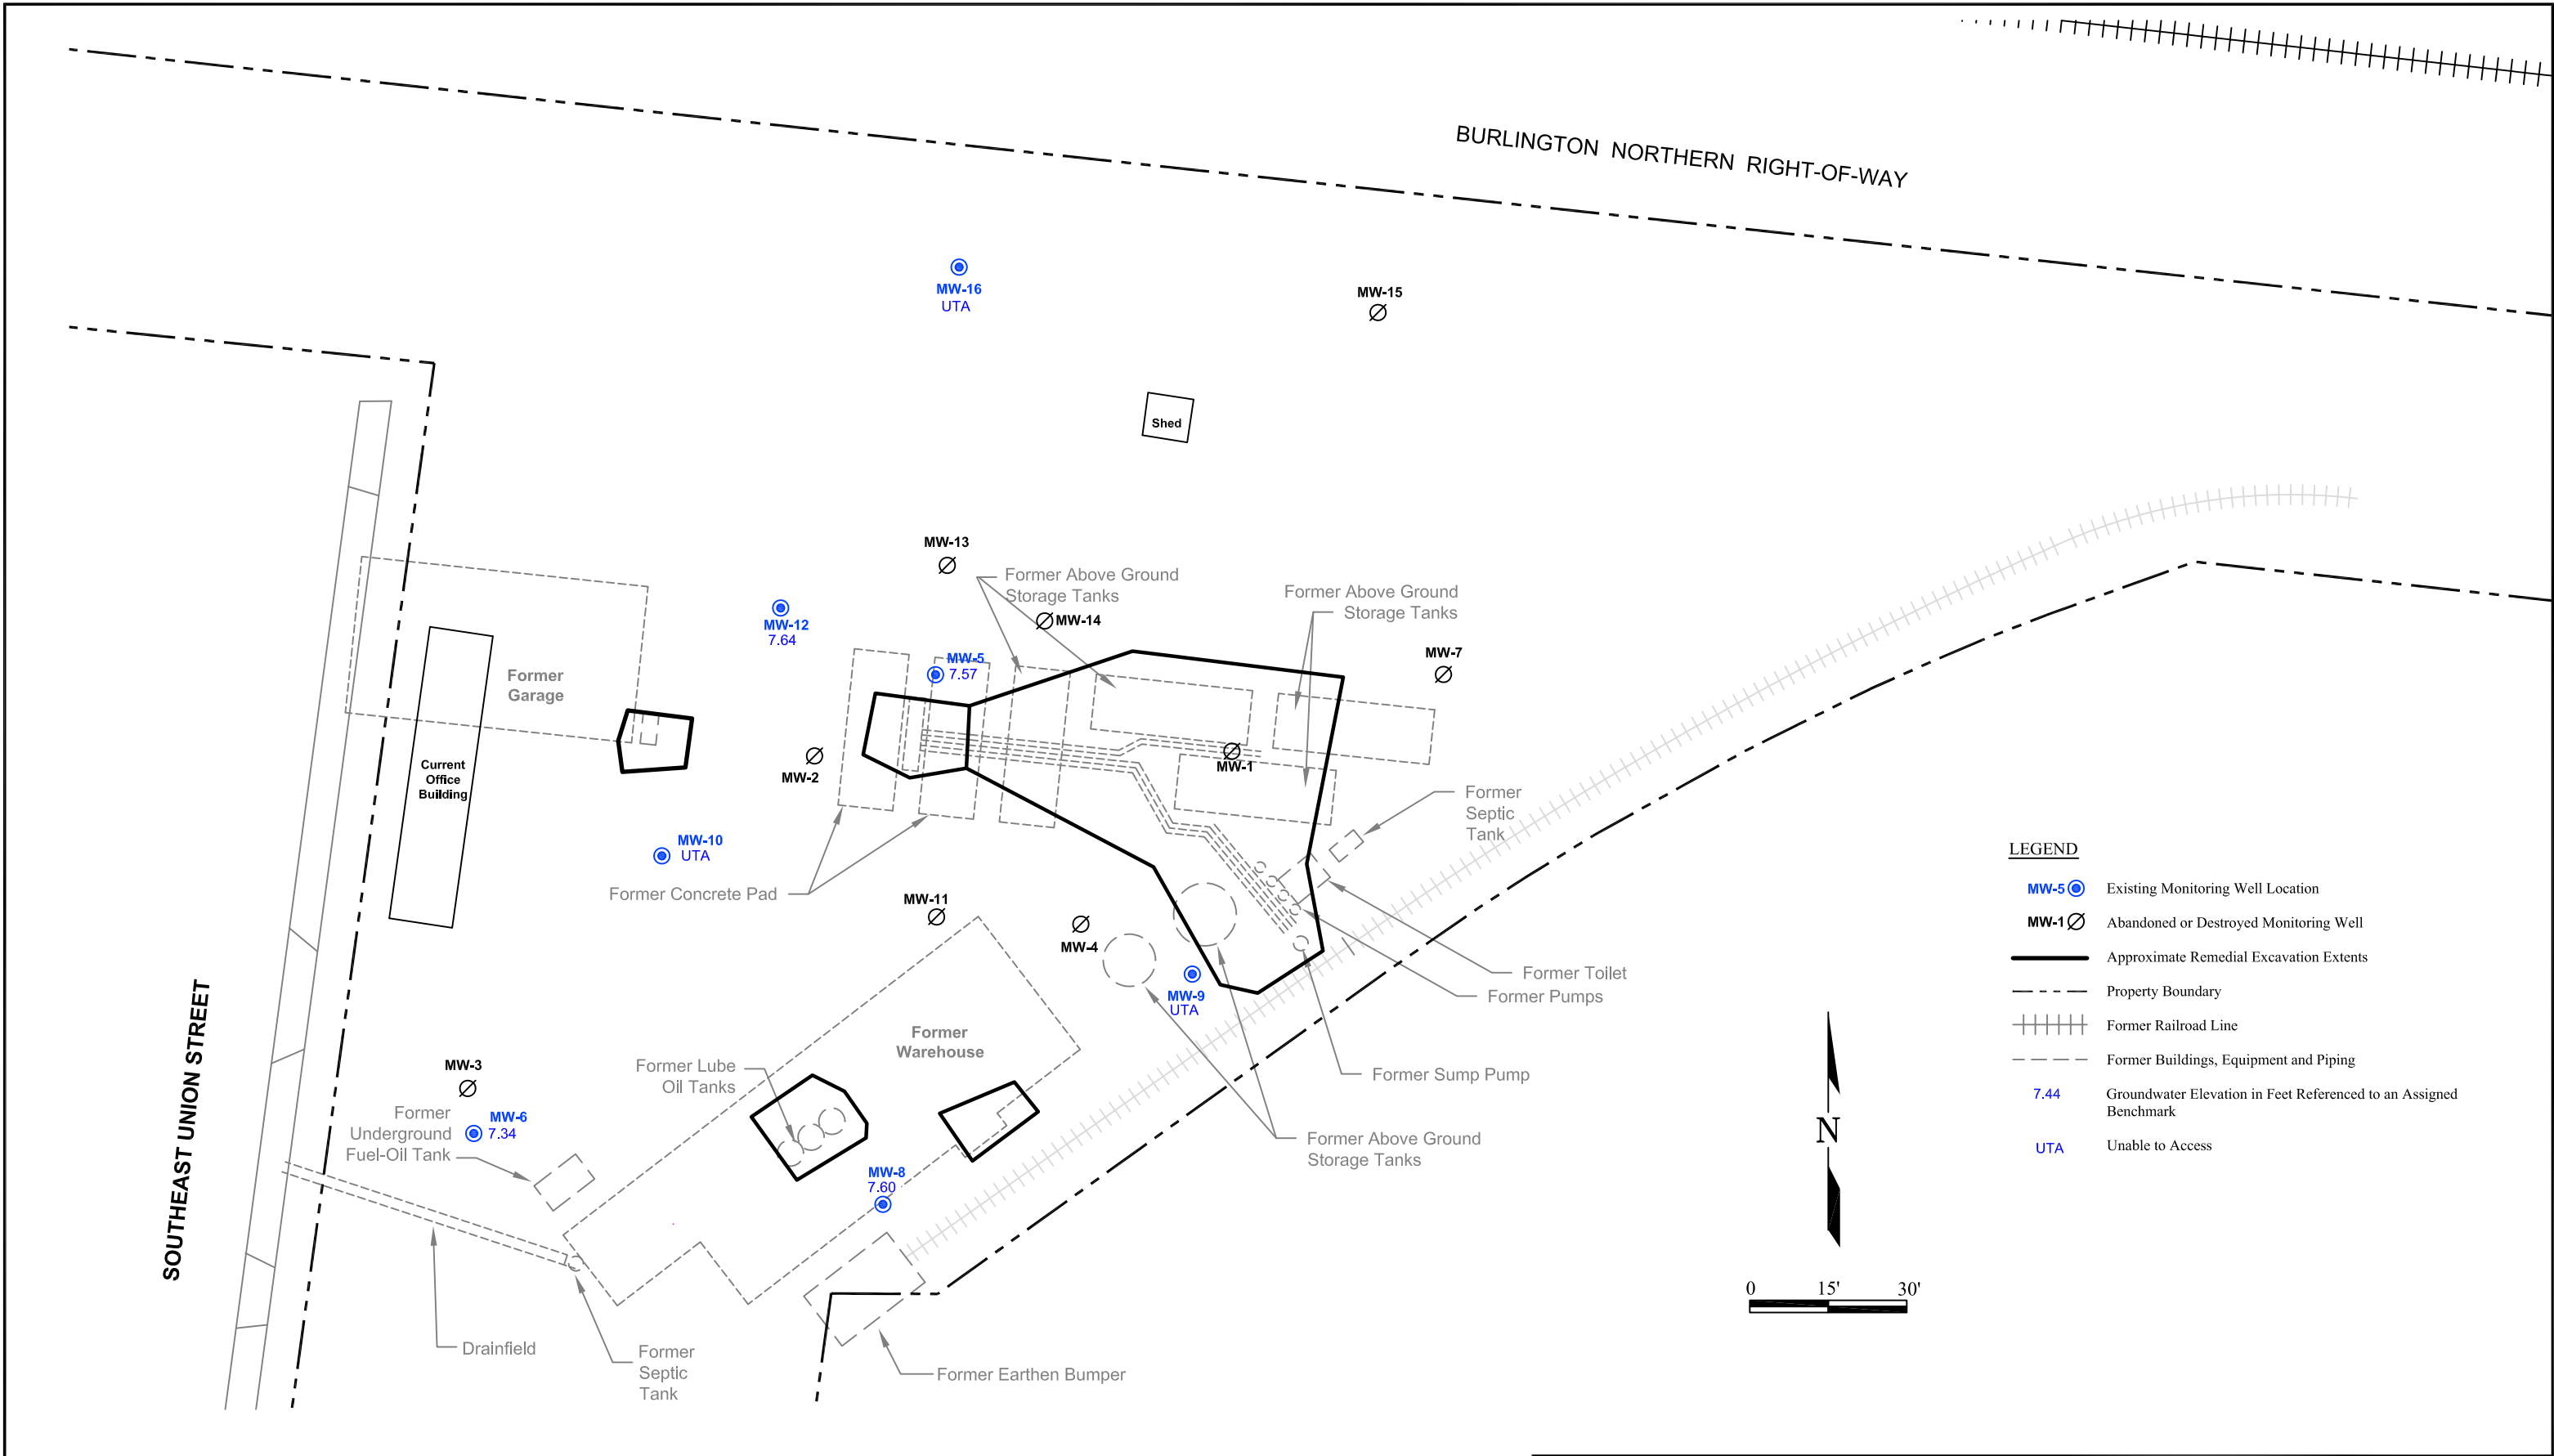 BURLINGTON NORTHERN RIGHT-OF-WAY
MW-16
UTA
MW-15
Shed
MW-13
Former Above Ground
Storage Tanks
Former Above Ground
Storage Tanks
MW-14
MW-12
7.64
MW-5
7.57
MW-7
Former
Garage
Current
Office
Building
MW-2
MW-1
Former
Septic
Tank
MW-10
UTA
Former Concrete Pad
MW-11
MW-4
MW-9
UTA
Former Toilet
Former Pumps
Former
Warehouse
Former Lube
Oil Tanks
Former Sump Pump
SOUTHEAST UNION STREET
MW-3
Former
Underground
Fuel-Oil Tank
MW-6
7.34
Former Above Ground
Storage Tanks
MW-8
7.60
Drainfield
Former
Septic
Tank
Former Earthen Bumper
LEGEND
MW-5 Existing Monitoring Well Location
MW-1 Abandoned or Destroyed Monitoring Well
Approximate Remedial Excavation Extents
Property Boundary
Former Railroad Line
Former Buildings, Equipment and Piping
7.44 Groundwater Elevation in Feet Referenced to an Assigned
Benchmark
UTA Unable to Access
N
0 15' 30'